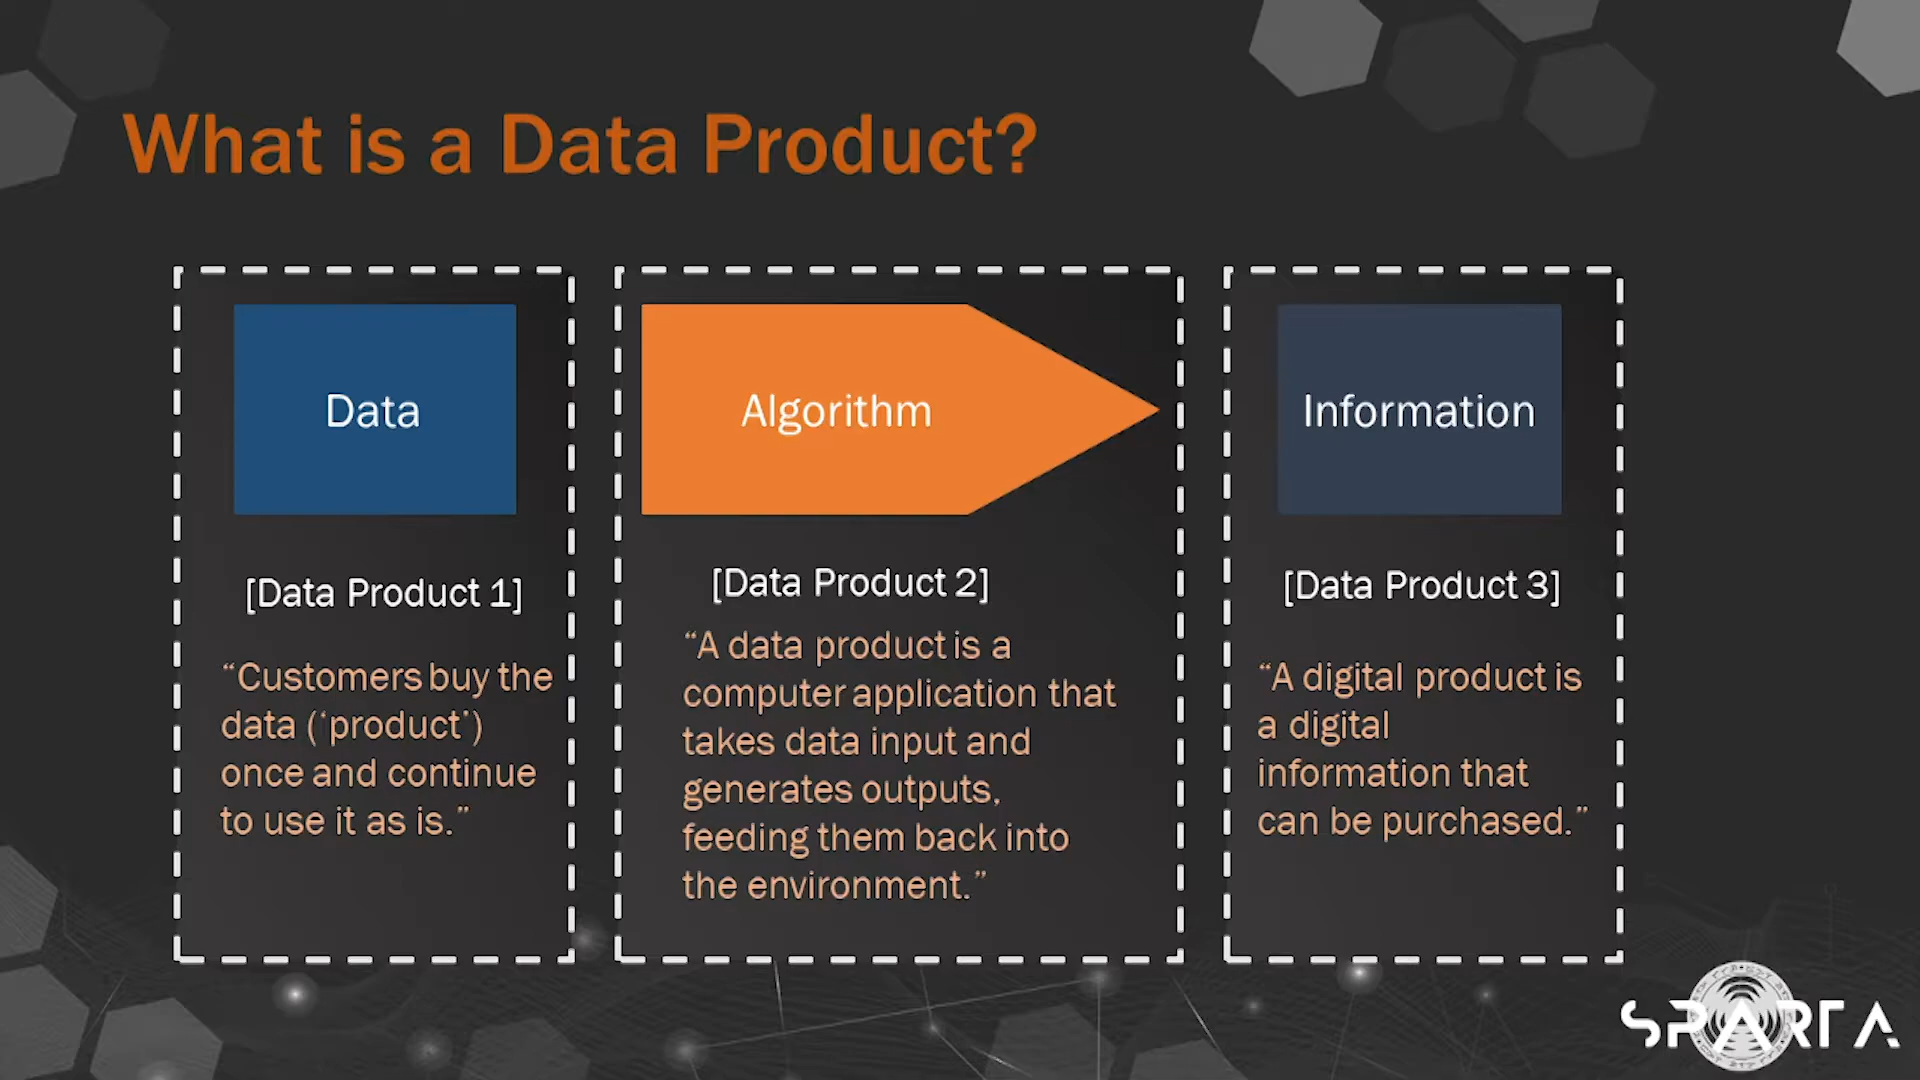 What is a Data Product?
Data
Algorithm
Information
[Data Product 1]
“Customers buy the
data (‘product’)
once and continue
to use it as is.”
[Data Product 2]
“A data product is a
computer application that
takes data input and
generates outputs,
feeding them back into
the environment.”
[Data Product 3]
“A digital product is
a digital
information that
can be purchased.”
SPARTA